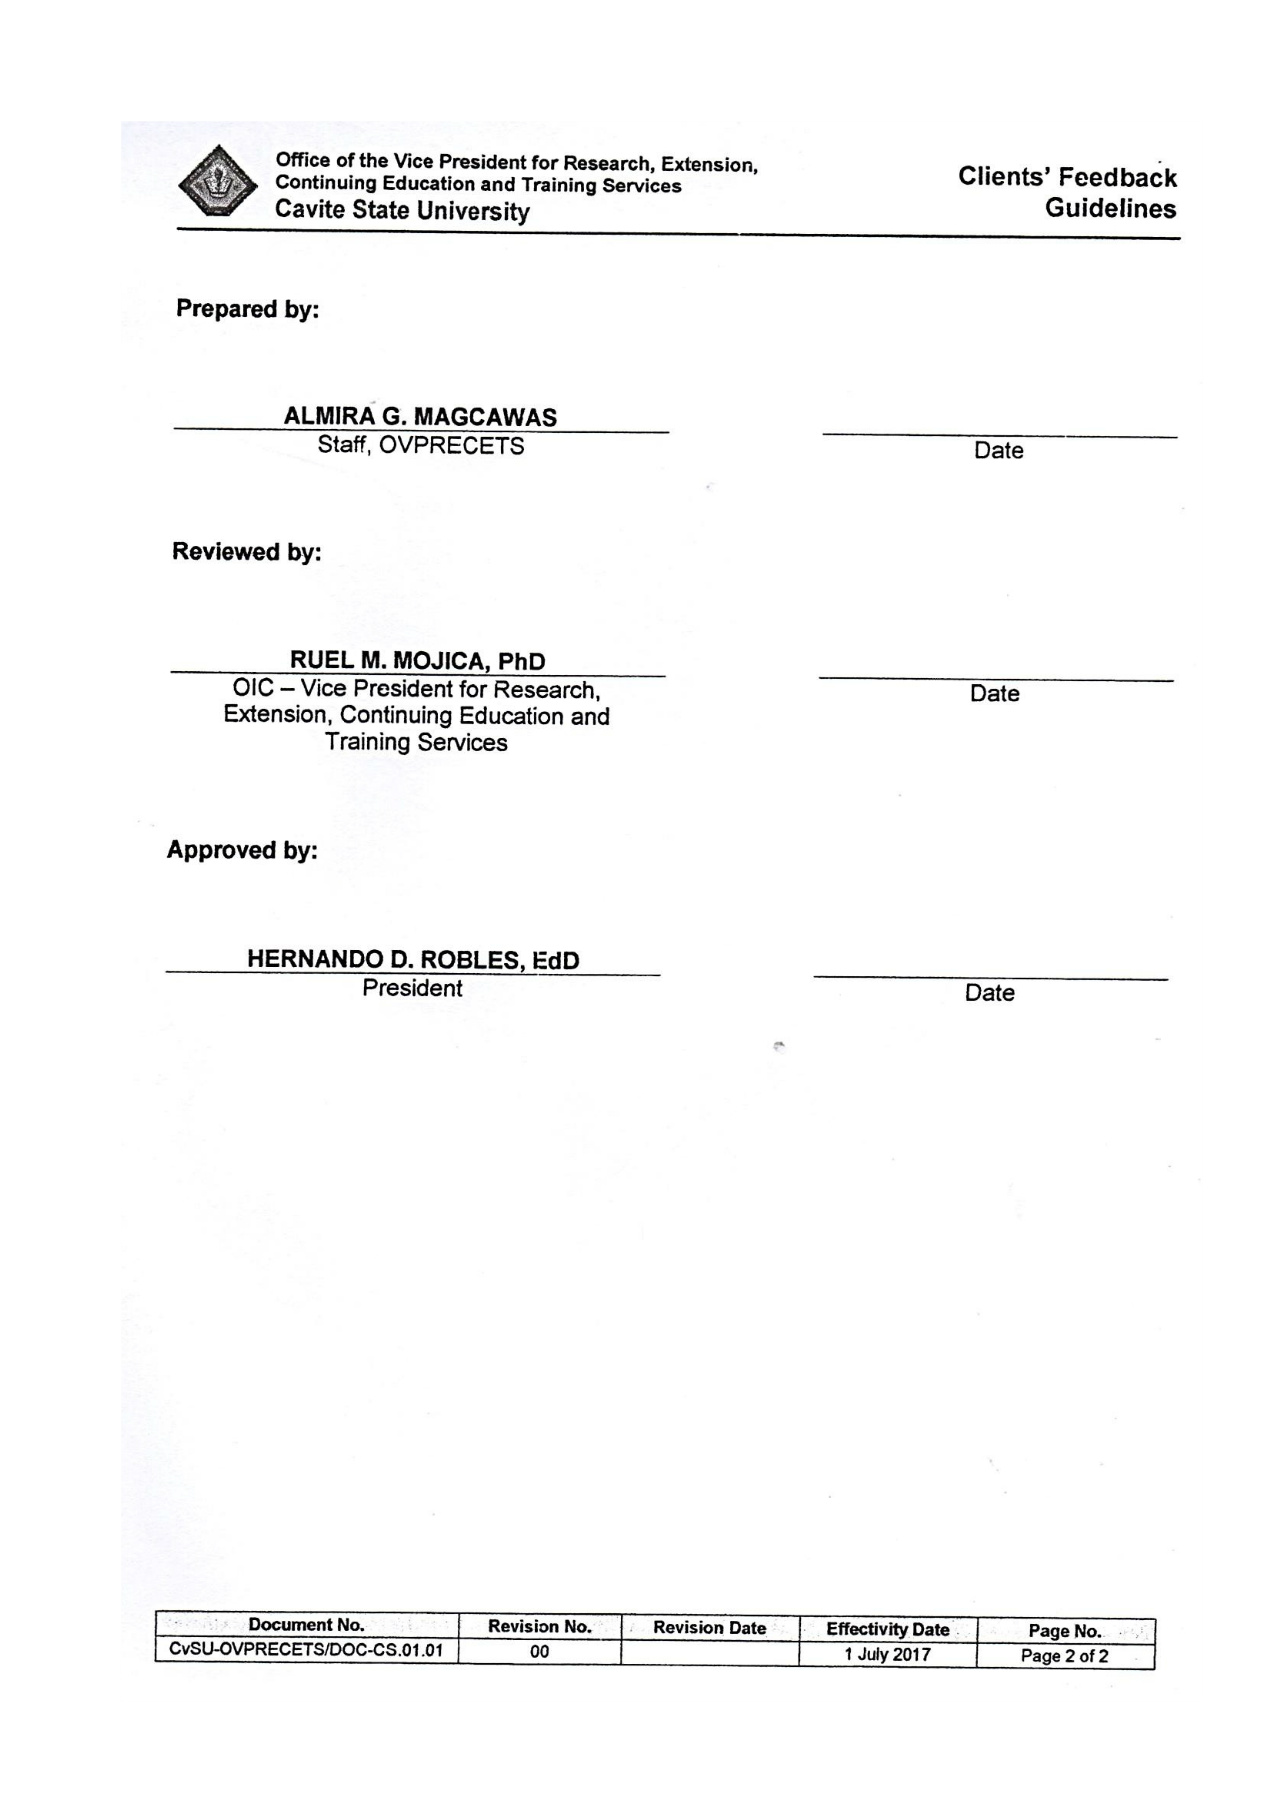 Office of the Vice President for Research, Extension,
Continuing Education and Training Services
Cavite State University
Clients' Feedback
Guidelines
Prepared by:
ALMIRA G. MAGCAWAS
Staff, OVPRECETS
Date
Reviewed by:
RUEL M. MOJICA, PhD
OIC – Vice President for Research,
Extension, Continuing Education and
Training Services
Date
Approved by:
HERNANDO D. ROBLES, EdD
President
Date
Document No. Revision No. Revision Date Effectivity Date Page No.
CvSU-OVPRECETS/DOC-CS.01.01 00 1 July 2017 Page 2 of 2